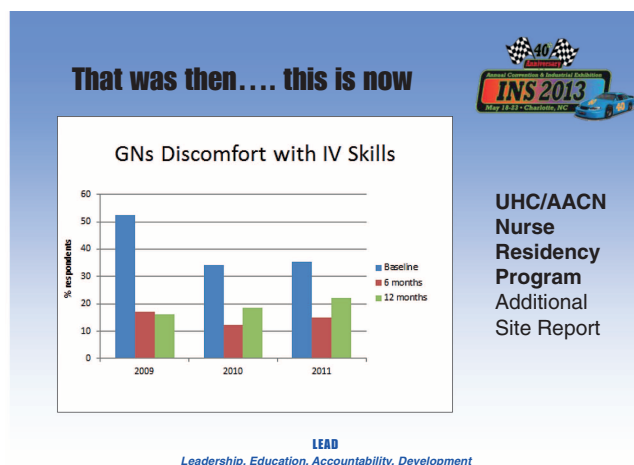 That was then.... this is now
40
Anniversary
Annual Convention & Industrial Exhibition
INS 2013
May 18-23 • Charlotte, NC
40
GNs Discomfort with IV Skills
% respondents
60
50
40
30
20
10
0
2009
2010
2011
Baseline
6 months
12 months
UHC/AACN
Nurse
Residency
Program
Additional
Site Report
LEAD
Leadership, Education, Accountability, Development